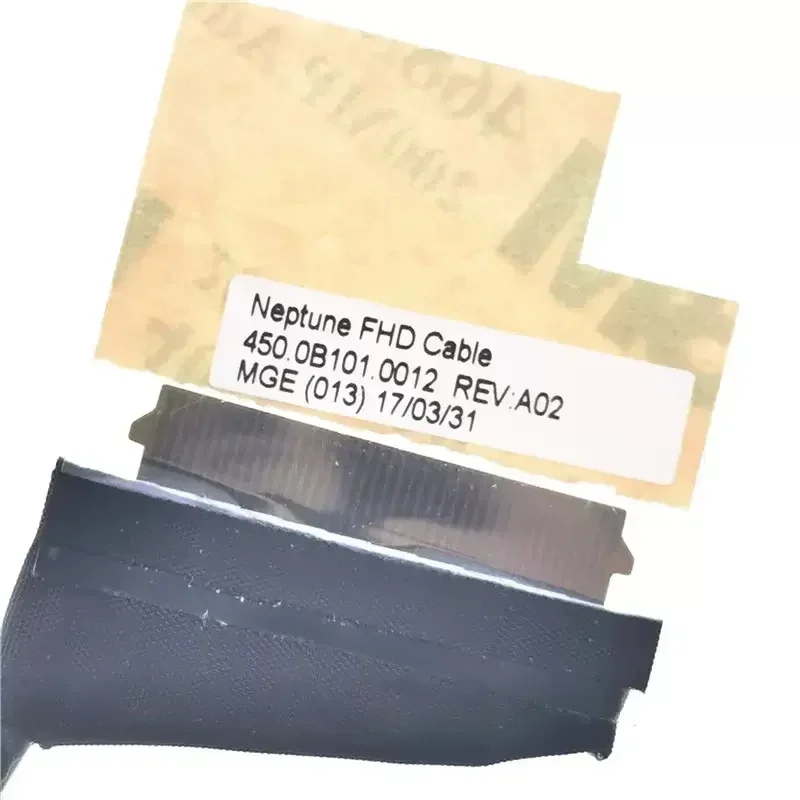 Neptune FHD Cable
450.0B101.0012 REV:A02
MGE (013) 17/03/31